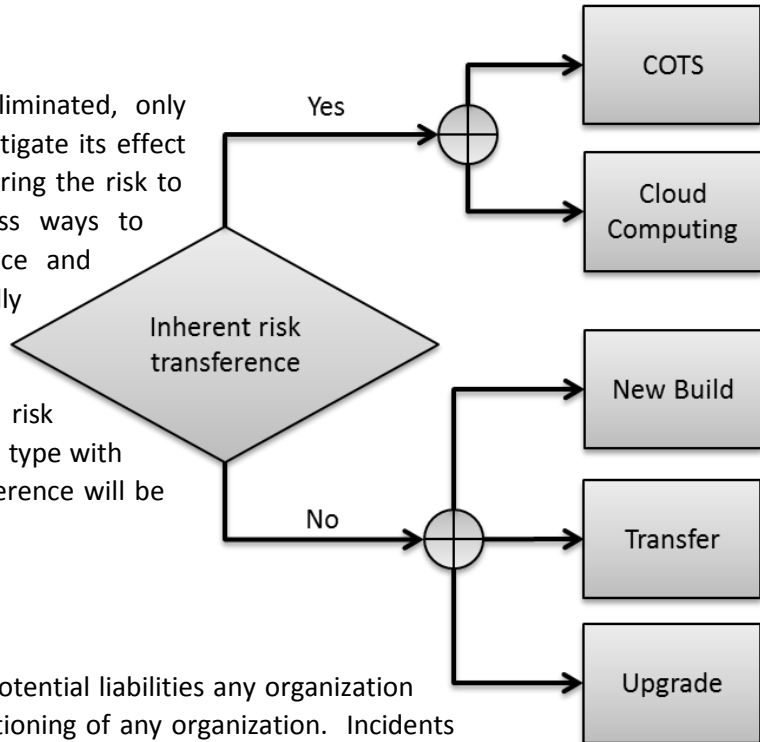 liminated, only
tigate its effect
ring the risk to
ss ways to
ce and
lly
risk
type with
erence will be
otential liabilities any organization
tioning of any organization. Incidents
Inherent risk
transference
Yes
COTS
Cloud
Computing
No
New Build
Transfer
Upgrade